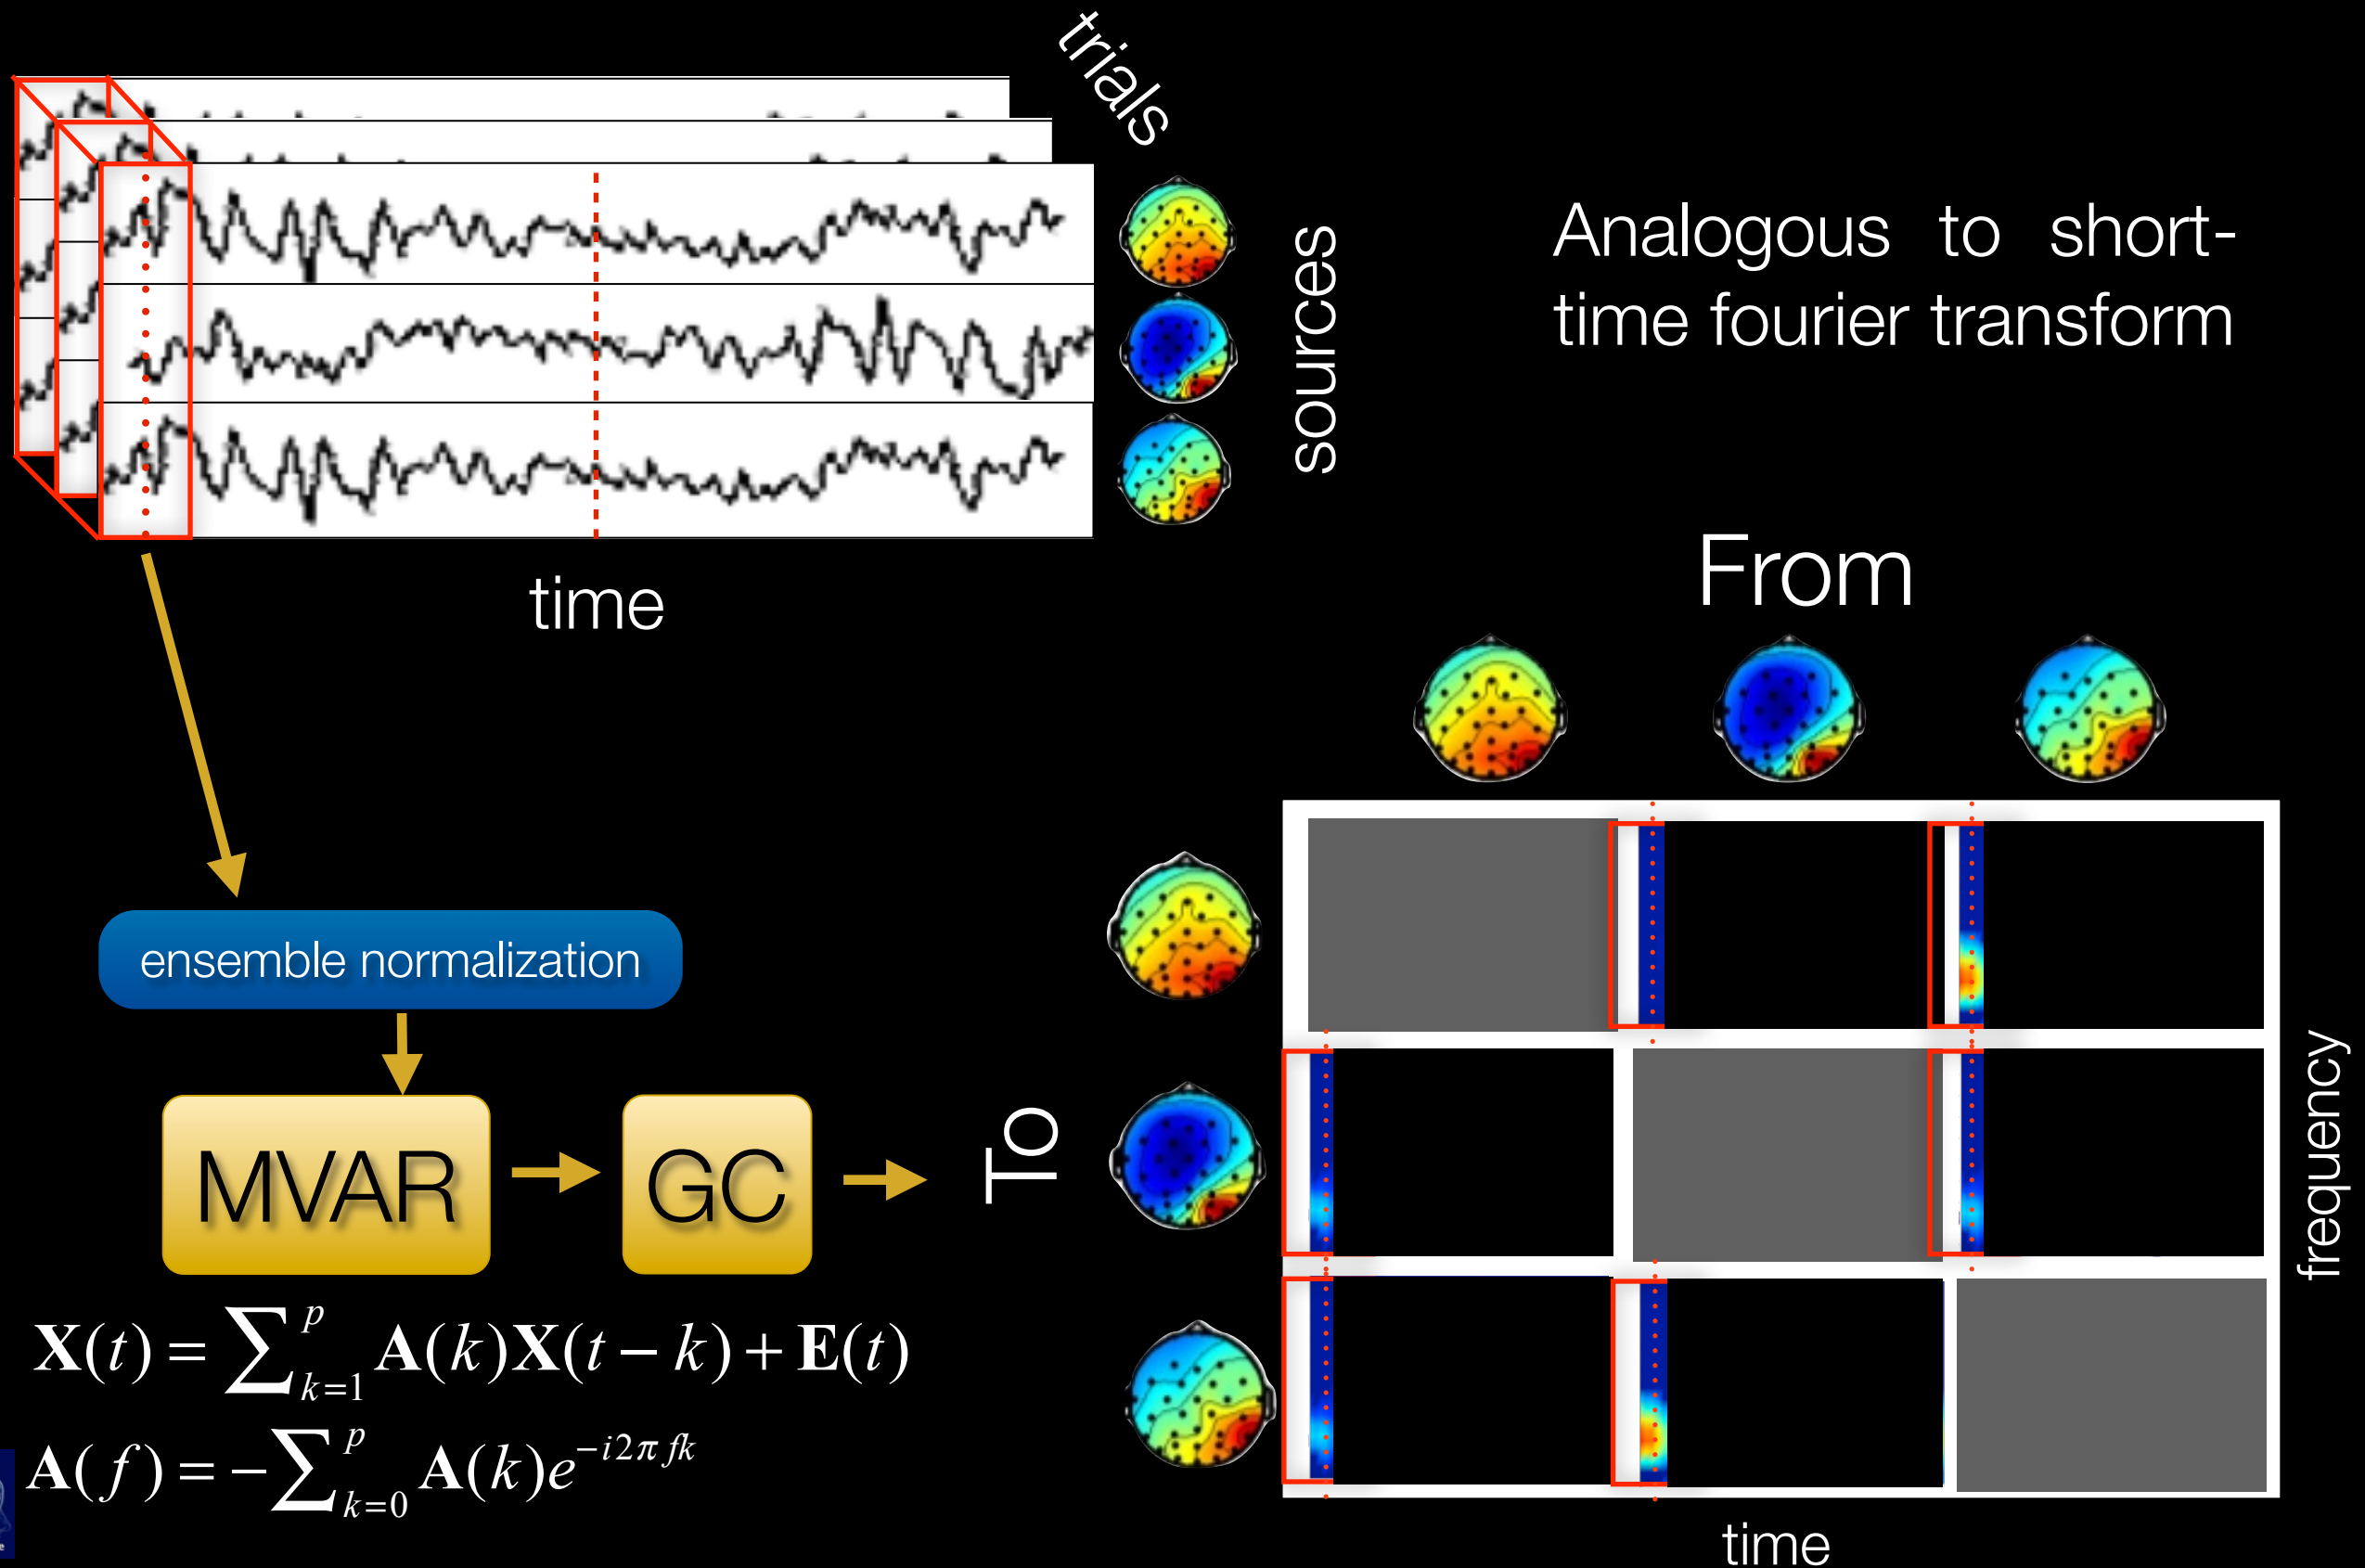 trials
sources
Analogous to short-
time fourier transform
time
From
ensemble normalization
MVAR
GC
To
frequency
X(t) = ∑_{k=1}^{p} A(k)X(t − k) + E(t)
A(f) = −∑_{k=0}^{p} A(k)e^{−i2πfk}
time